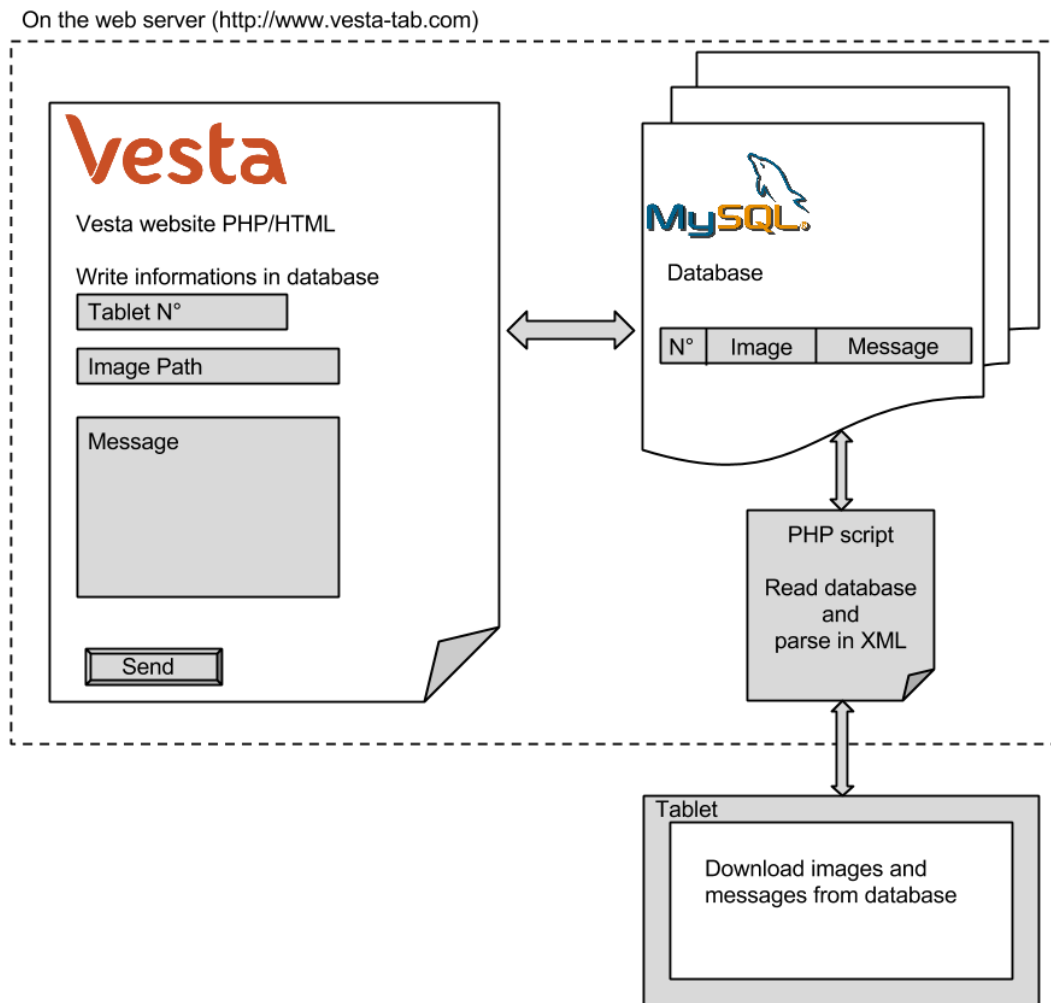 On the web server (http://www.vesta-tab.com)
Vesta
Vesta website PHP/HTML
Write informations in database
Tablet N°
Image Path
Message
Send
MySQL
Database
N° Image Message
PHP script
Read database
and
parse in XML
Tablet
Download images and
messages from database